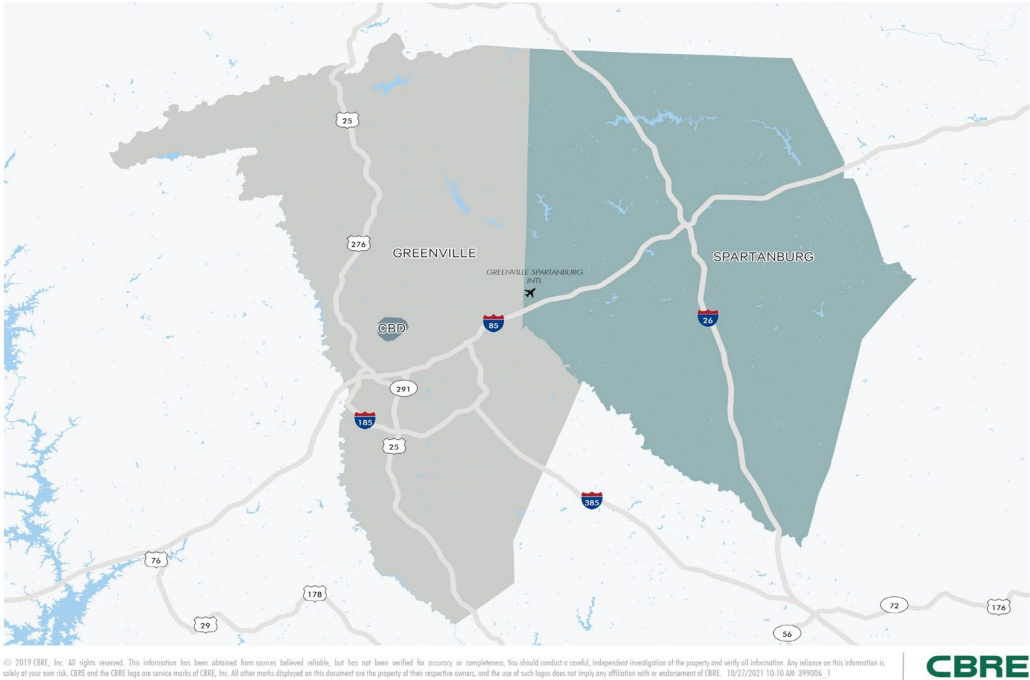 25
276
GREENVILLE
GREENVILLE-SPARTANBURG
INTL
SPARTANBURG
CBD
85
26
291
185
25
385
76
178
29
72
176
56
© 2019 CBRE, Inc. All rights reserved. This information has been obtained from sources believed reliable, but has not been verified for accuracy or completeness. You should conduct a careful, independent investigation of the property and verify all information. Any reliance on this information is
solely at your own risk. CBRE and the CBRE logo are service marks of CBRE, Inc. All other marks displayed on this document are the property of their respective owners, and the use of such logos does not imply any affiliation with or endorsement of CBRE. 10/27/2021 10:10 AM 399006_1
CBRE